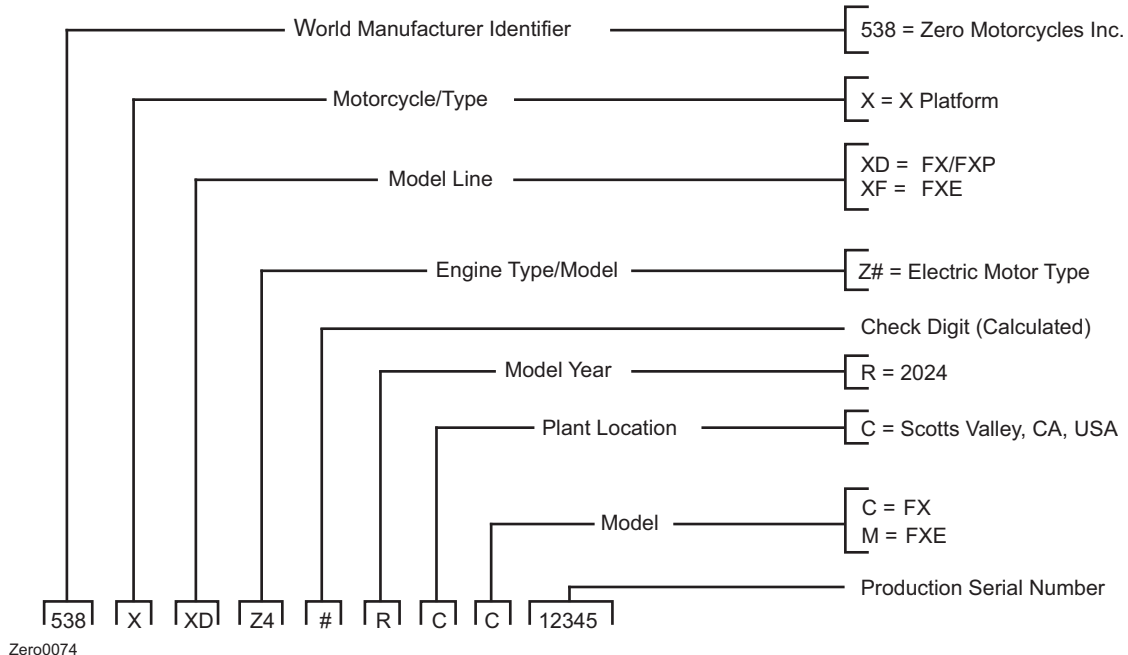 World Manufacturer Identifier
538 = Zero Motorcycles Inc.
Motorcycle/Type
X = X Platform
Model Line
XD = FX/FXP
XF = FXE
Engine Type/Model
Z# = Electric Motor Type
Check Digit (Calculated)
Model Year
R = 2024
Plant Location
C = Scotts Valley, CA, USA
Model
C = FX
M = FXE
Production Serial Number
538 X XD Z4 # R C C 12345
Zero0074